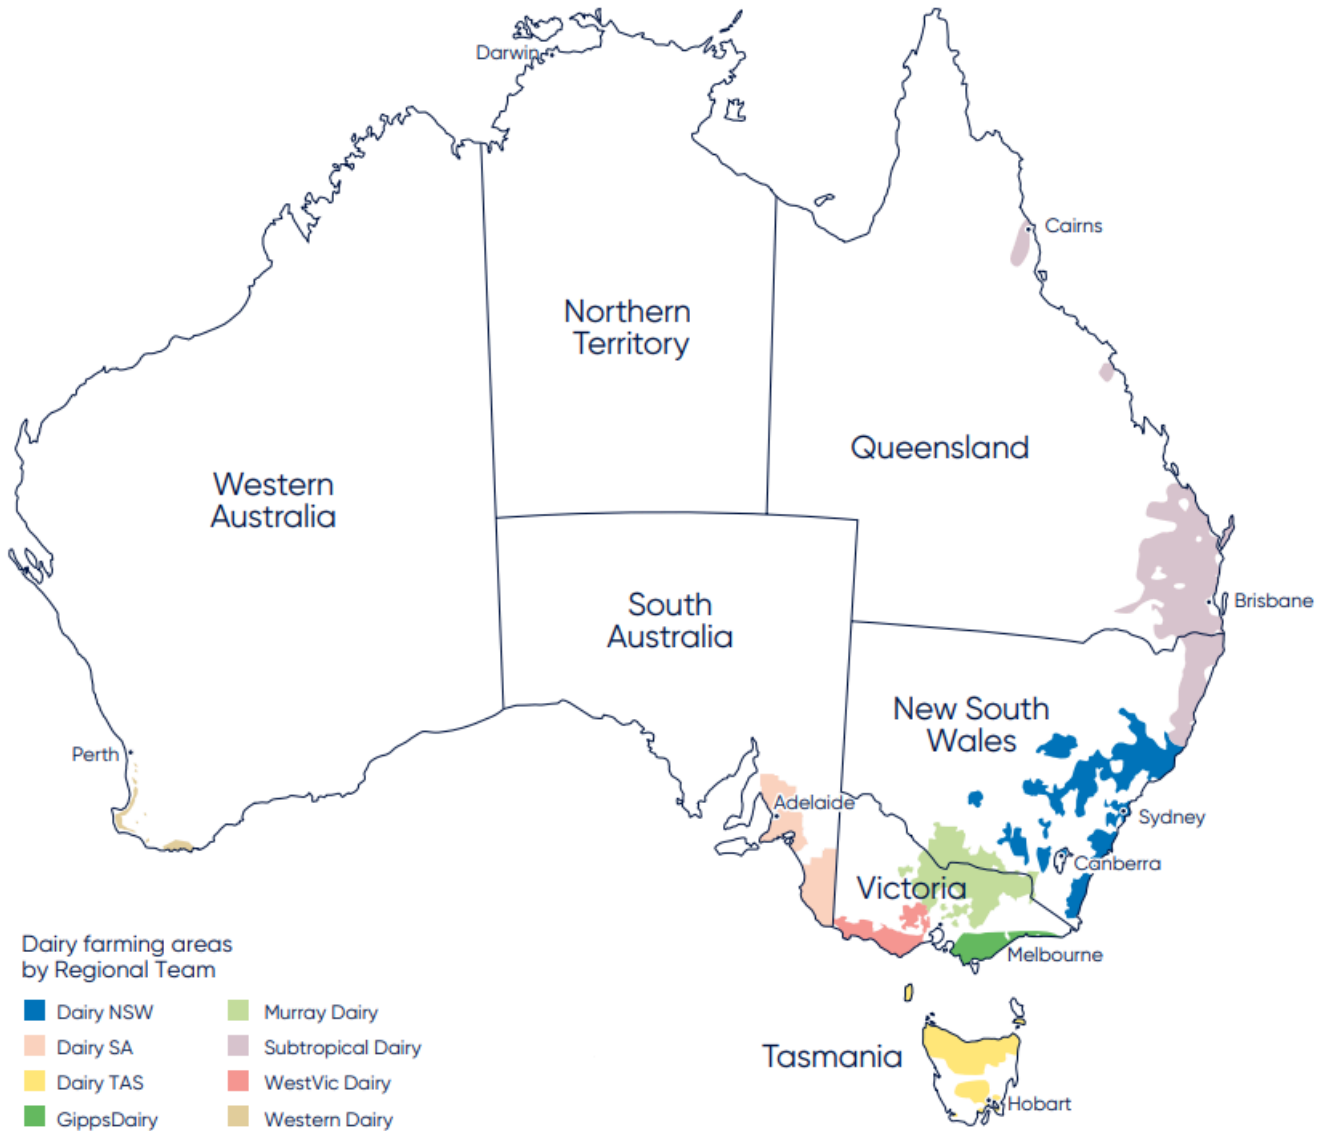 Darwin
Cairns
Northern
Territory
Queensland
Western
Australia
South
Australia
Brisbane
New South
Wales
Perth
Adelaide
Sydney
Canberra
Victoria
Melbourne
Tasmania
Hobart
Dairy farming areas
by Regional Team
Dairy NSW
Murray Dairy
Dairy SA
Subtropical Dairy
Dairy TAS
WestVic Dairy
GippsDairy
Western Dairy